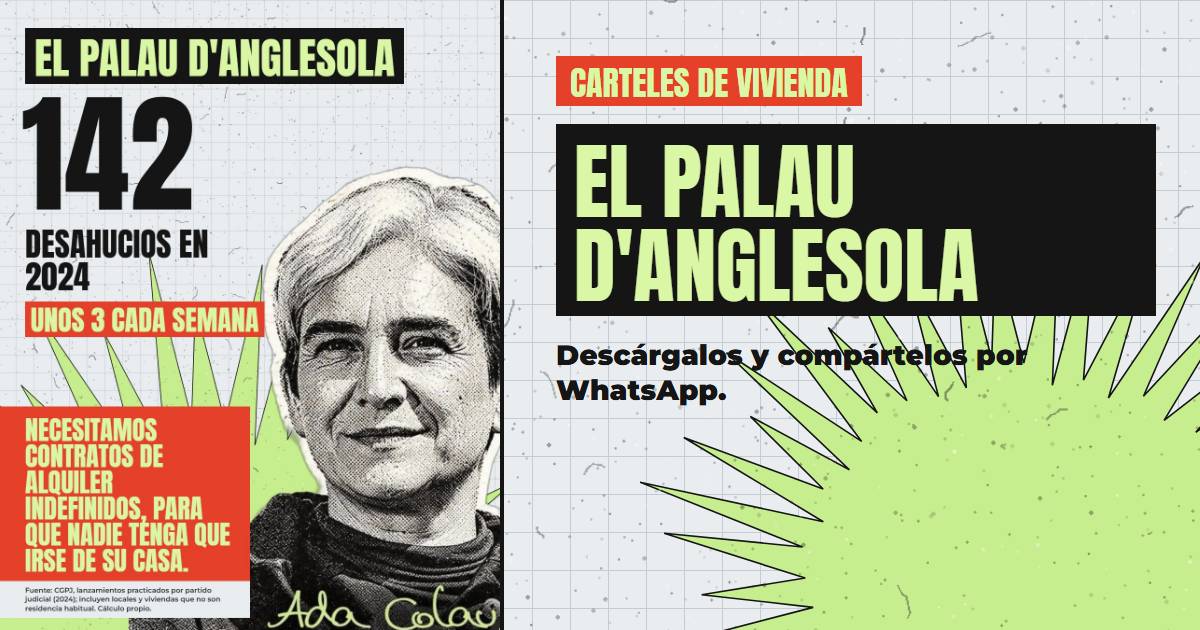 EL PALAU D'ANGLESOLA
142
DESAHUCIOS EN
2024
UNOS 3 CADA SEMANA
NECESITAMOS
CONTRATOS DE
ALQUILER
INDEFINIDOS, PARA
QUE NADIE TENGA QUE
IRSE DE SU CASA.
Fuente: CGPJ, lanzamientos practicados por partido
judicial (2024); incluyen locales y viviendas que no son
residencia habitual. Cálculo propio.
Ada Colau
CARTELES DE VIVIENDA
EL PALAU
D'ANGLESOLA
Descárgalos y compártelos por
WhatsApp.